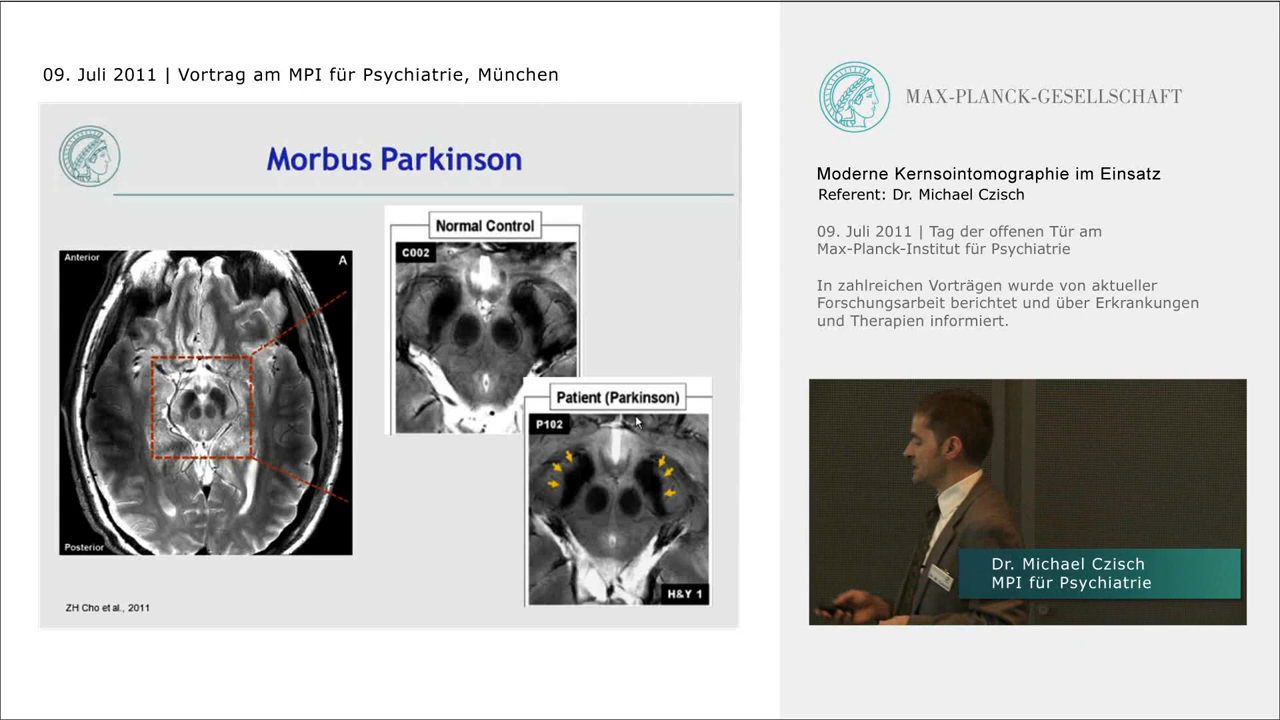 09. Juli 2011 | Vortrag am MPI für Psychiatrie, München
Morbus Parkinson
Anterior
A
Posterior
Normal Control
C002
Patient (Parkinson)
P102
H&Y 1
ZH Cho et al., 2011
MAX-PLANCK-GESELLSCHAFT
Moderne Kernsointomographie im Einsatz
Referent: Dr. Michael Czisch
09. Juli 2011 | Tag der offenen Tür am
Max-Planck-Institut für Psychiatrie
In zahlreichen Vorträgen wurde von aktueller
Forschungsarbeit berichtet und über Erkrankungen
und Therapien informiert.
Dr. Michael Czisch
MPI für Psychiatrie